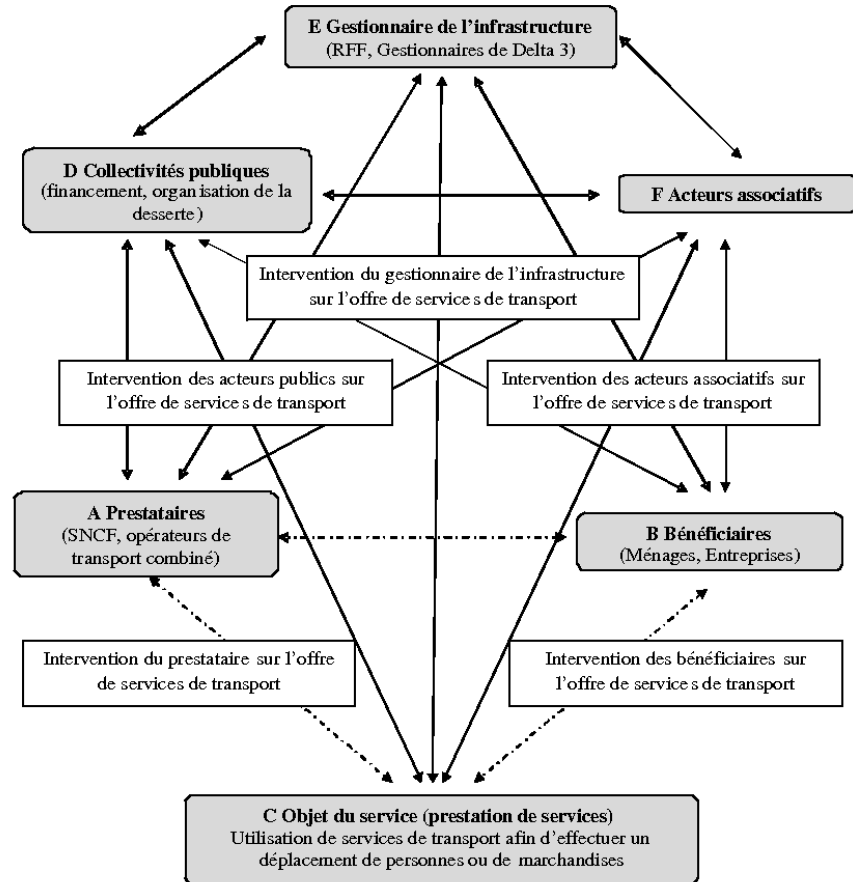 E Gestionnaire de l’infrastructure
(RFF, Gestionnaires de Delta 3)
D Collectivités publiques
(financement, organisation de la
desserte)
F Acteurs associatifs
Intervention du gestionnaire de l’infrastructure
sur l’offre de services de transport
Intervention des acteurs publics sur
l’offre de services de transport
Intervention des acteurs associatifs sur
l’offre de services de transport
A Prestataires
(SNCF, opérateurs de
transport combiné)
B Bénéficiaires
(Ménages, Entreprises)
Intervention du prestataire sur l’offre
de services de transport
Intervention des bénéficiaires sur
l’offre de services de transport
C Objet du service (prestation de services)
Utilisation de services de transport afin d’effectuer un
déplacement de personnes ou de marchandises